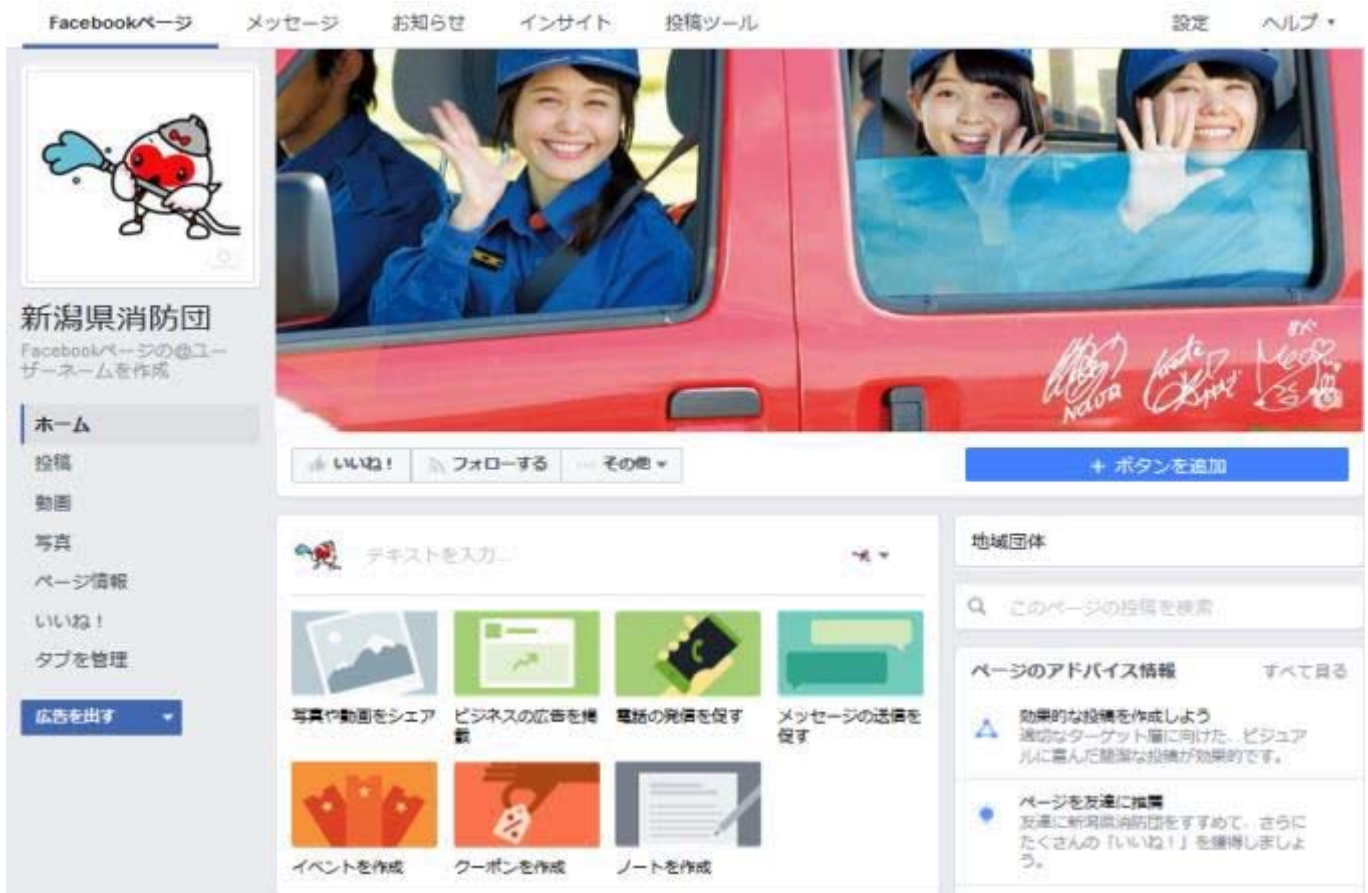 Facebookページ
メッセージ
お知らせ
インサイト
投稿ツール
設定
ヘルプ
新潟県消防団
Facebookページの@ユー
ザーネームを作成
ホーム
投稿
動画
写真
ページ情報
いいね!
タブを管理
広告を出す
NOUR
めぐ
いいね!
フォローする
その他
+ ボタンを追加
テキストを入力...
写真や動画をシェア
ビジネスの広告を掲
載
電話の発信を促す
メッセージの送信を
促す
イベントを作成
クーポンを作成
ノートを作成
地域団体
このページの投稿を検索
ページのアドバイス情報
すべて見る
効果的な投稿を作成しよう
適切なターゲット層に向けた、ビジュア
ルに富んだ簡潔な投稿が効果的です。
ページを友達に推薦
友達に新潟県消防団をすすめて、さらに
たくさんの「いいね!」を獲得しましょ
う。